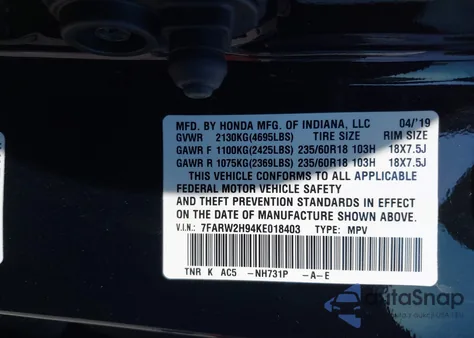 MFD. BY HONDA MFG. OF INDIANA, LLC 04/'19
GVWR 2130KG(4695LBS) TIRE SIZE RIM SIZE
GAWR F 1100KG(2425LBS) 235/60R18 103H 18X7.5J
GAWR R 1075KG(2369LBS) 235/60R18 103H 18X7.5J
THIS VEHICLE CONFORMS TO ALL APPLICABLE
FEDERAL MOTOR VEHICLE SAFETY
AND THEFT PREVENTION STANDARDS IN EFFECT
ON THE DATE OF MANUFACTURE SHOWN ABOVE.
V.I.N.: 7FARW2H94KE018403 TYPE: MPV
TNR K AC5 -NH731P -A-E
AutaSnap